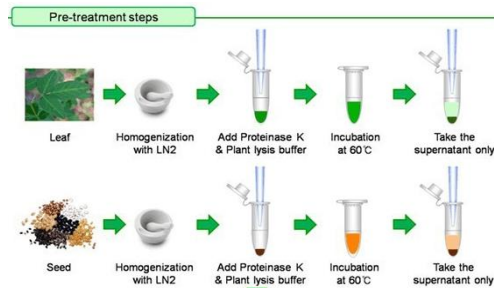 Pre-treatment steps
Leaf
Homogenization
with LN2
Add Proteinase K
& Plant lysis buffer
Incubation
at 60℃
Take the
supernatant only
Seed
Homogenization
with LN2
Add Proteinase K
& Plant lysis buffer
Incubation
at 60℃
Take the
supernatant only